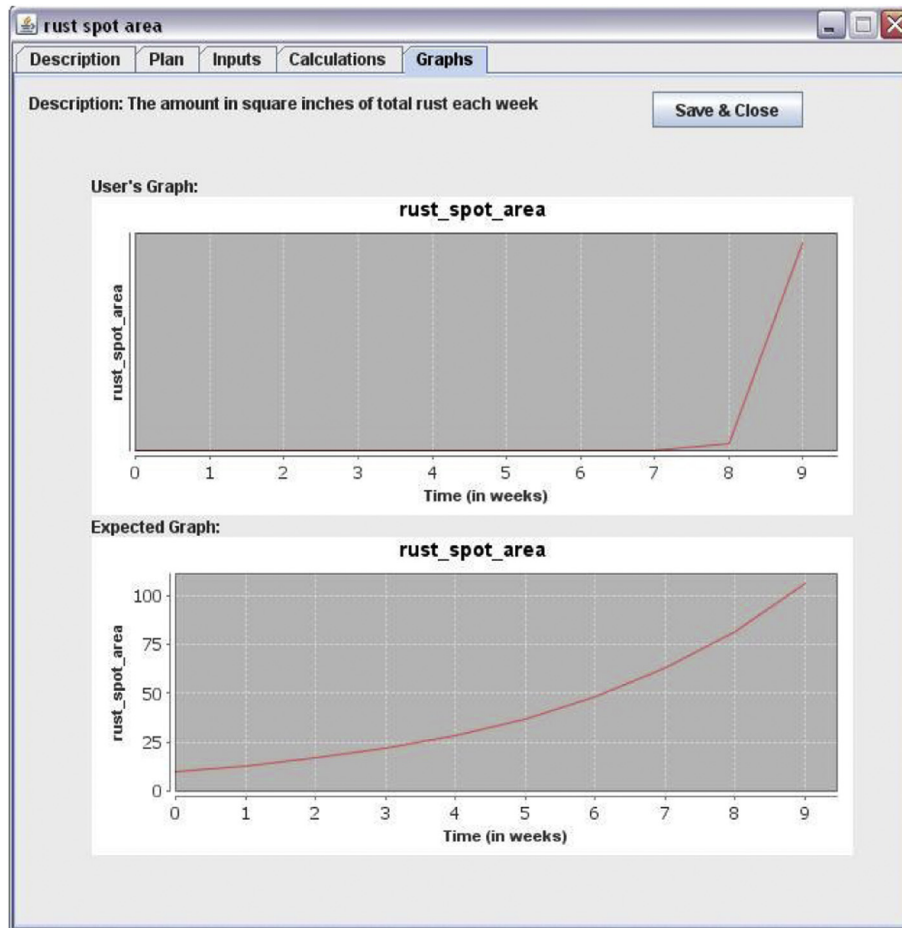 rust spot area
Description Plan Inputs Calculations Graphs
Description: The amount in square inches of total rust each week
Save & Close
User's Graph:
rust_spot_area
rust_spot_area
0 1 2 3 4 5 6 7 8 9
Time (in weeks)
Expected Graph:
rust_spot_area
rust_spot_area
100
75
50
25
0
0 1 2 3 4 5 6 7 8 9
Time (in weeks)